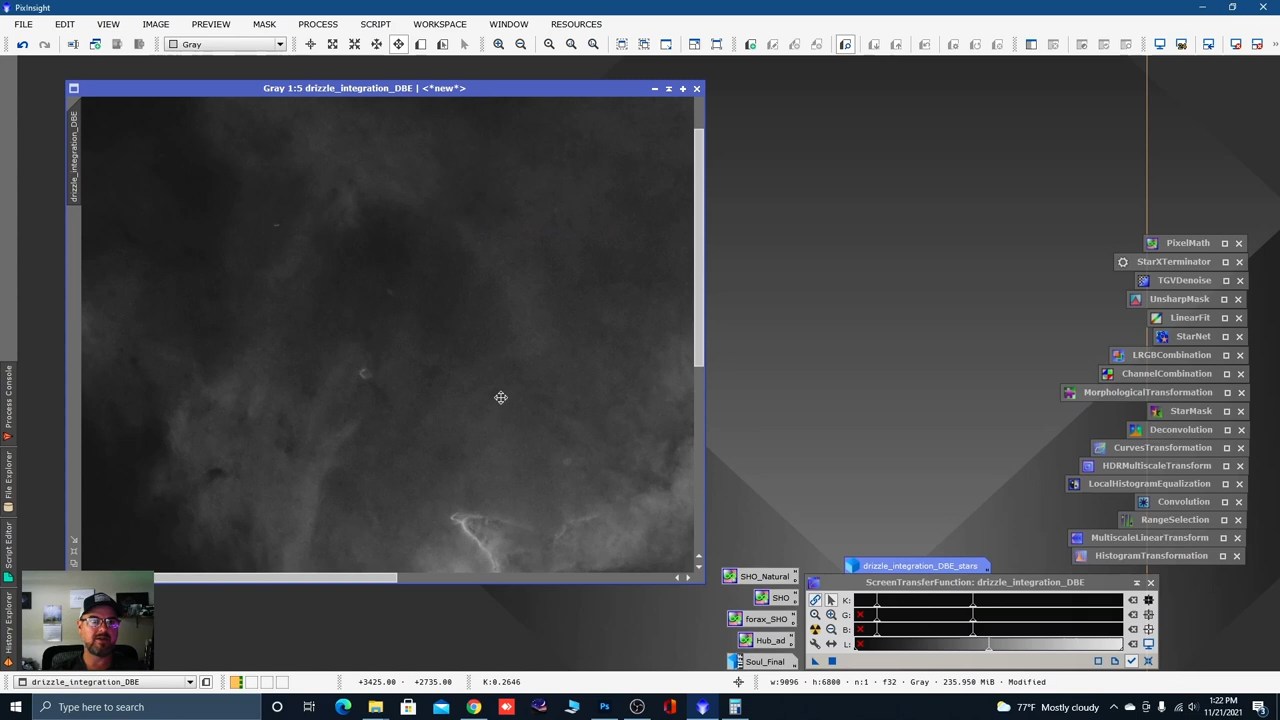 PixInsight
FILE EDIT VIEW IMAGE MASK PROCESS SCRIPT WORKSPACE WINDOW RESOURCES
Gray
Gray 1:5 drizzle_integration_DBE | <*new*>
drizzle_integration_DBE
PixelMath
StarXTerminator
TGVDenoise
UnsharpMask
LinearFit
StarNet
LRGBCombination
ChannelCombination
MorphologicalTransformation
StarMask
Deconvolution
CurvesTransformation
HDRMultiscaleTransform
LocalHistogramEqualization
Convolution
RangeSelection
MultiscaleLinearTransform
HistogramTransformation
Process Console
File Explorer
Script Editor
History Explorer
drizzle_integration_DBE_stars
SHO_Natural
SHO
forax_SHO
Hub_ad
Soul_Final
ScreenTransferFunction: drizzle_integration_DBE
K:
G:
B:
L:
drizzle_integration_DBE
+3425.00 +2735.00 K:0.2646
w:9096 · h:6800 · n:1 · f32 · Gray · 235.950 MiB · Modified
Type here to search
77°F Mostly cloudy
1:22 PM
11/21/2021